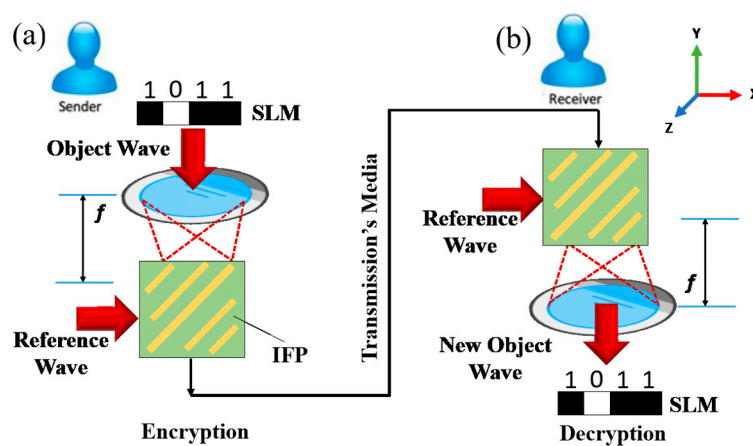 (a)
Sender
1 0 1 1
SLM
Object Wave
f
Reference
Wave
IFP
Encryption
Transmission's Media
(b)
Receiver
Y
X
Z
Reference
Wave
f
New Object
Wave
1 0 1 1
SLM
Decryption